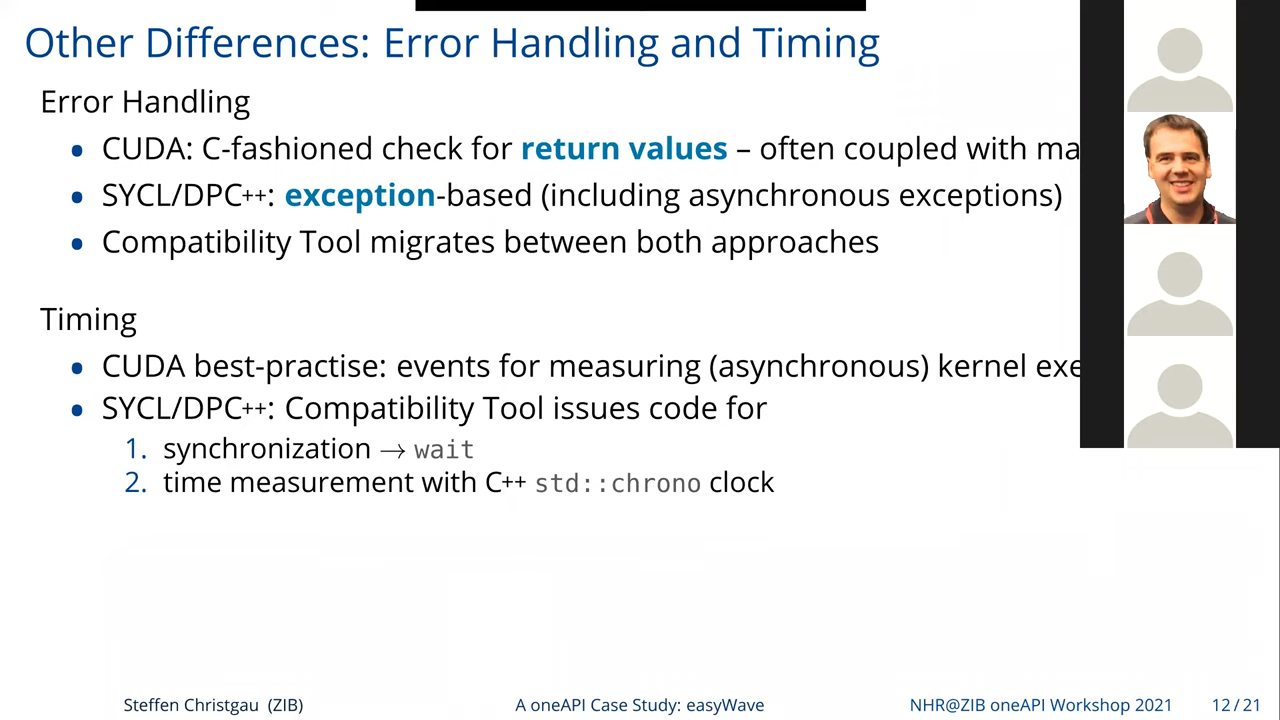 Other Differences: Error Handling and Timing
Error Handling
• CUDA: C-fashioned check for return values – often coupled with
• SYCL/DPC++: exception-based (including asynchronous exceptions)
• Compatibility Tool migrates between both approaches
Timing
• CUDA best-practise: events for measuring (asynchronous) kernel
• SYCL/DPC++: Compatibility Tool issues code for
1. synchronization → wait
2. time measurement with C++ std::chrono clock
Steffen Christgau (ZIB) A oneAPI Case Study: easyWave NHR@ZIB oneAPI Workshop 2021 12 / 21